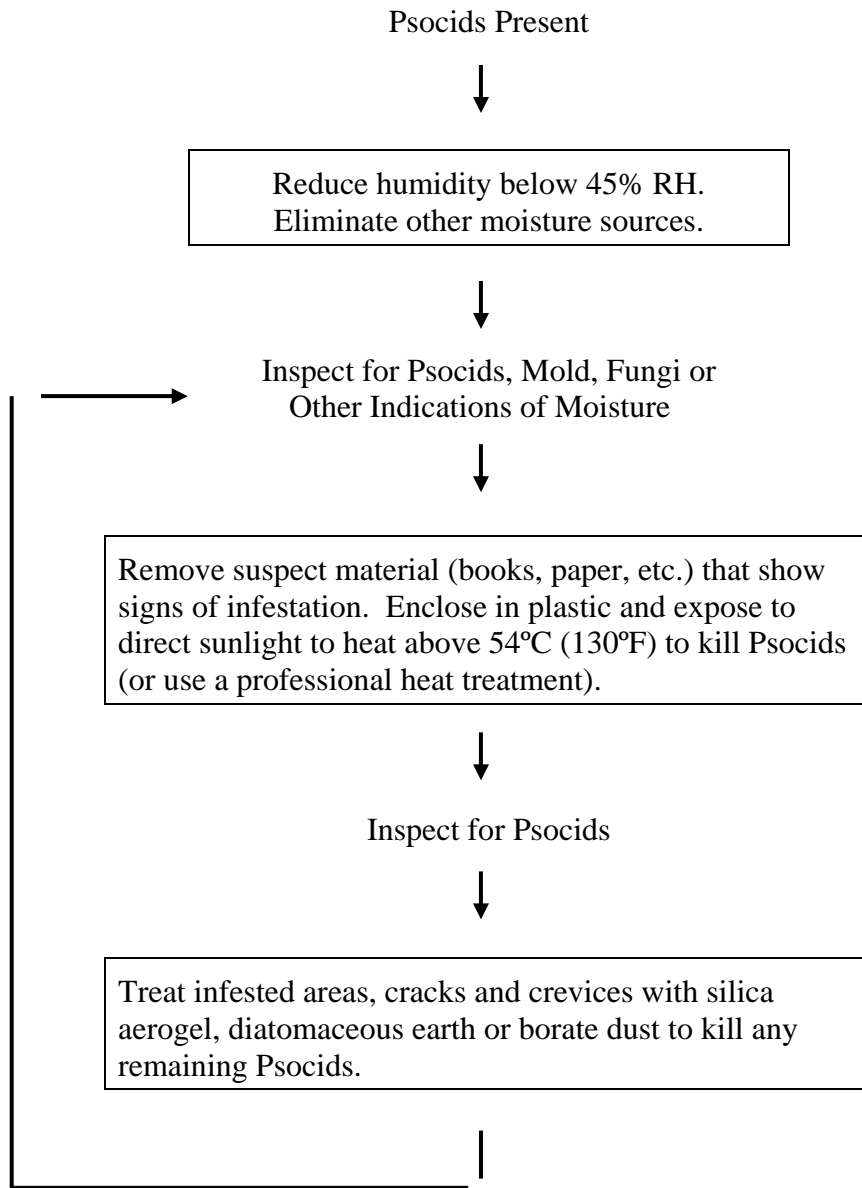 Psocids Present
Reduce humidity below 45% RH.
Eliminate other moisture sources.
Inspect for Psocids, Mold, Fungi or
Other Indications of Moisture
Remove suspect material (books, paper, etc.) that show
signs of infestation.  Enclose in plastic and expose to
direct sunlight to heat above 54ºC (130ºF) to kill Psocids
(or use a professional heat treatment).
Inspect for Psocids
Treat infested areas, cracks and crevices with silica
aerogel, diatomaceous earth or borate dust to kill any
remaining Psocids.